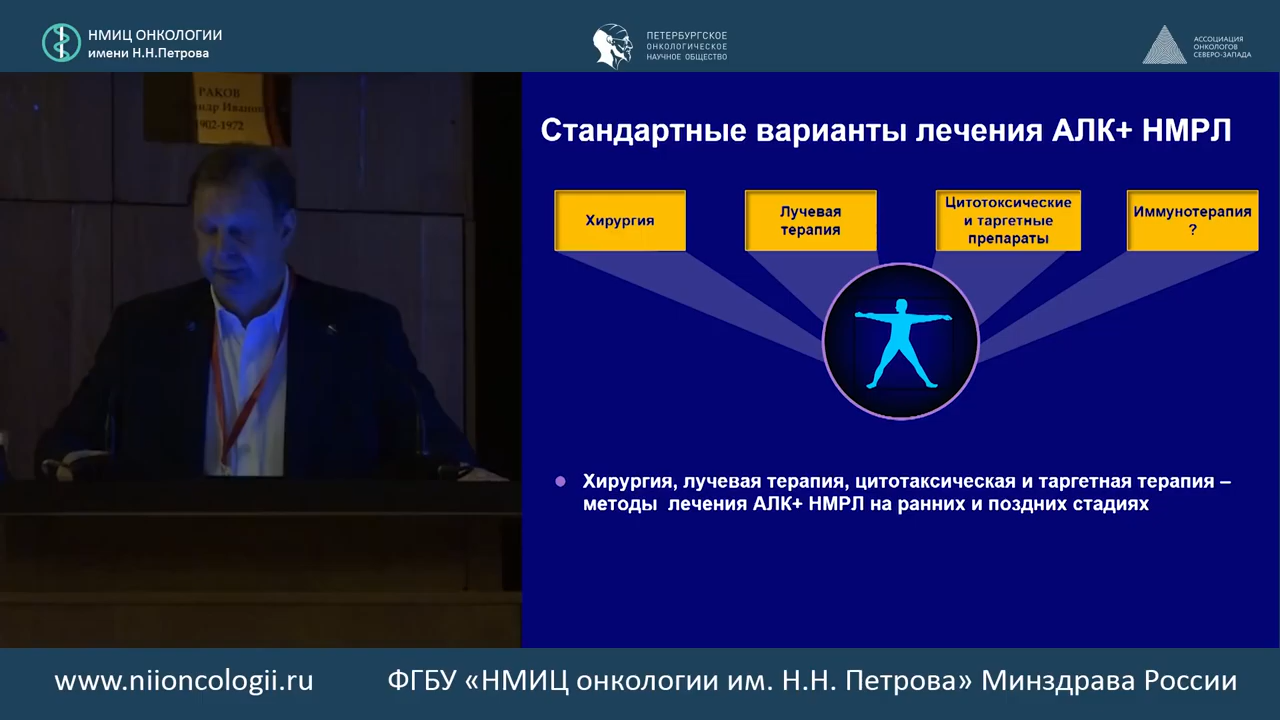 НМИЦ ОНКОЛОГИИ
имени Н.Н.Петрова
ПЕТЕРБУРГСКОЕ
ОНКОЛОГИЧЕСКОЕ
НАУЧНОЕ ОБЩЕСТВО
АССОЦИАЦИЯ
ОНКОЛОГОВ
СЕВЕРО-ЗАПАДА
РАКОВ
1902-1972
Стандартные варианты лечения АЛК+ НМРЛ
Хирургия
Лучевая
терапия
Цитотоксические
и таргетные
препараты
Иммунотерапия
?
Хирургия, лучевая терапия, цитотаксическая и таргетная терапия –
методы лечения АЛК+ НМРЛ на ранних и поздних стадиях
www.niioncologii.ru
ФГБУ «НМИЦ онкологии им. Н.Н. Петрова» Минздрава России